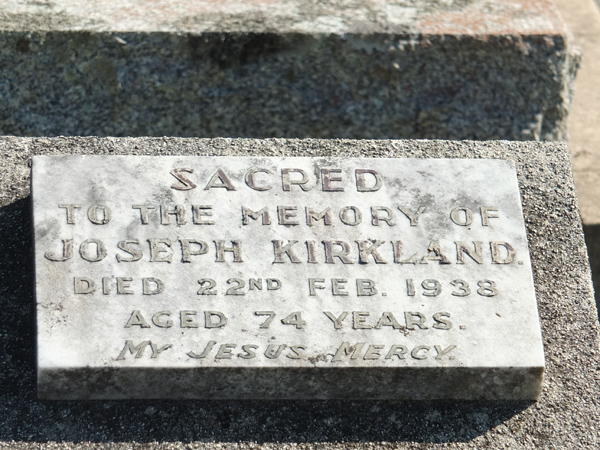 SACRED
TO THE MEMORY OF
JOSEPH KIRKLAND.
DIED 22ND FEB. 1938
AGED 74 YEARS.
MY JESUS MERCY.